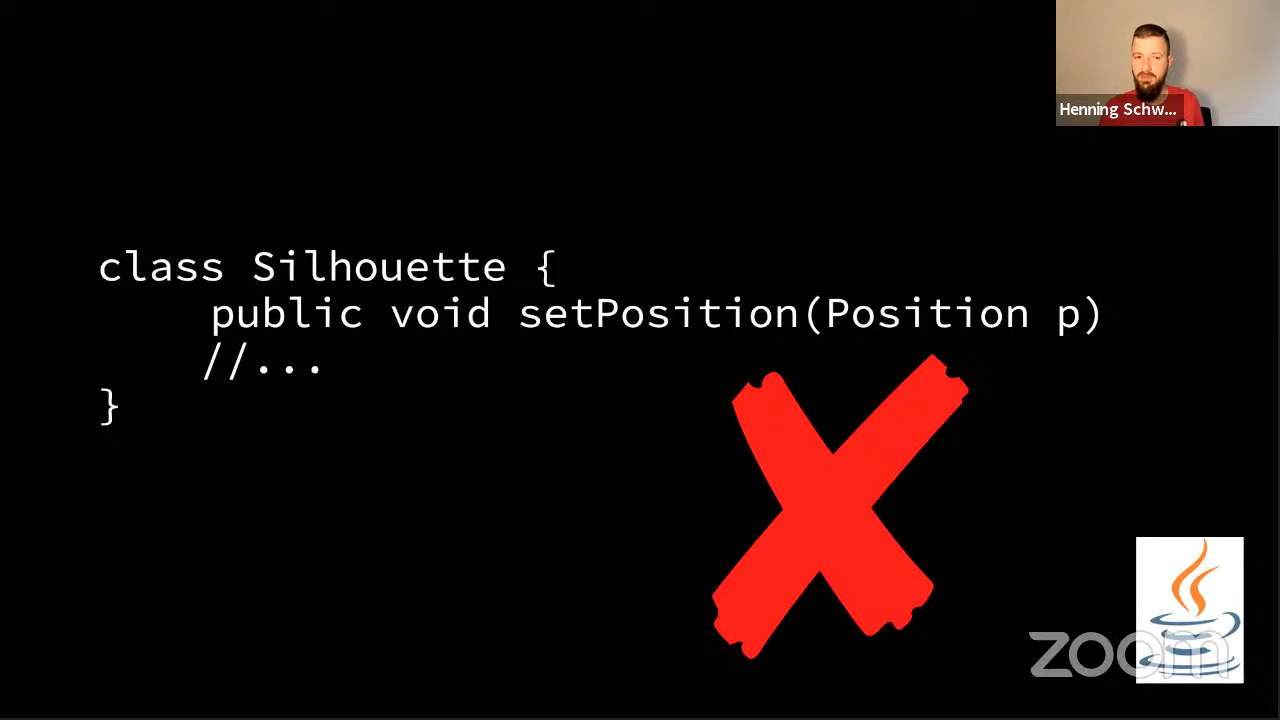 Henning Schw...
class Silhouette {
public void setPosition(Position p)
//...
}
zoom